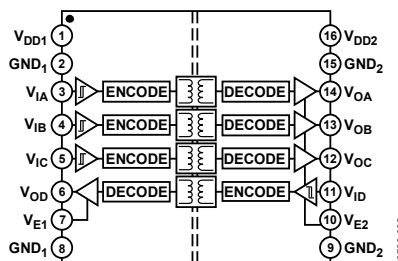 VDD1 1 16 VDD2
GND1 2 15 GND2
VIA 3 ENCODE DECODE 14 VOA
VIB 4 ENCODE DECODE 13 VOB
VIC 5 ENCODE DECODE 12 VOC
VOD 6 DECODE ENCODE 11 VID
VE1 7 10 VE2
GND1 8 9 GND2